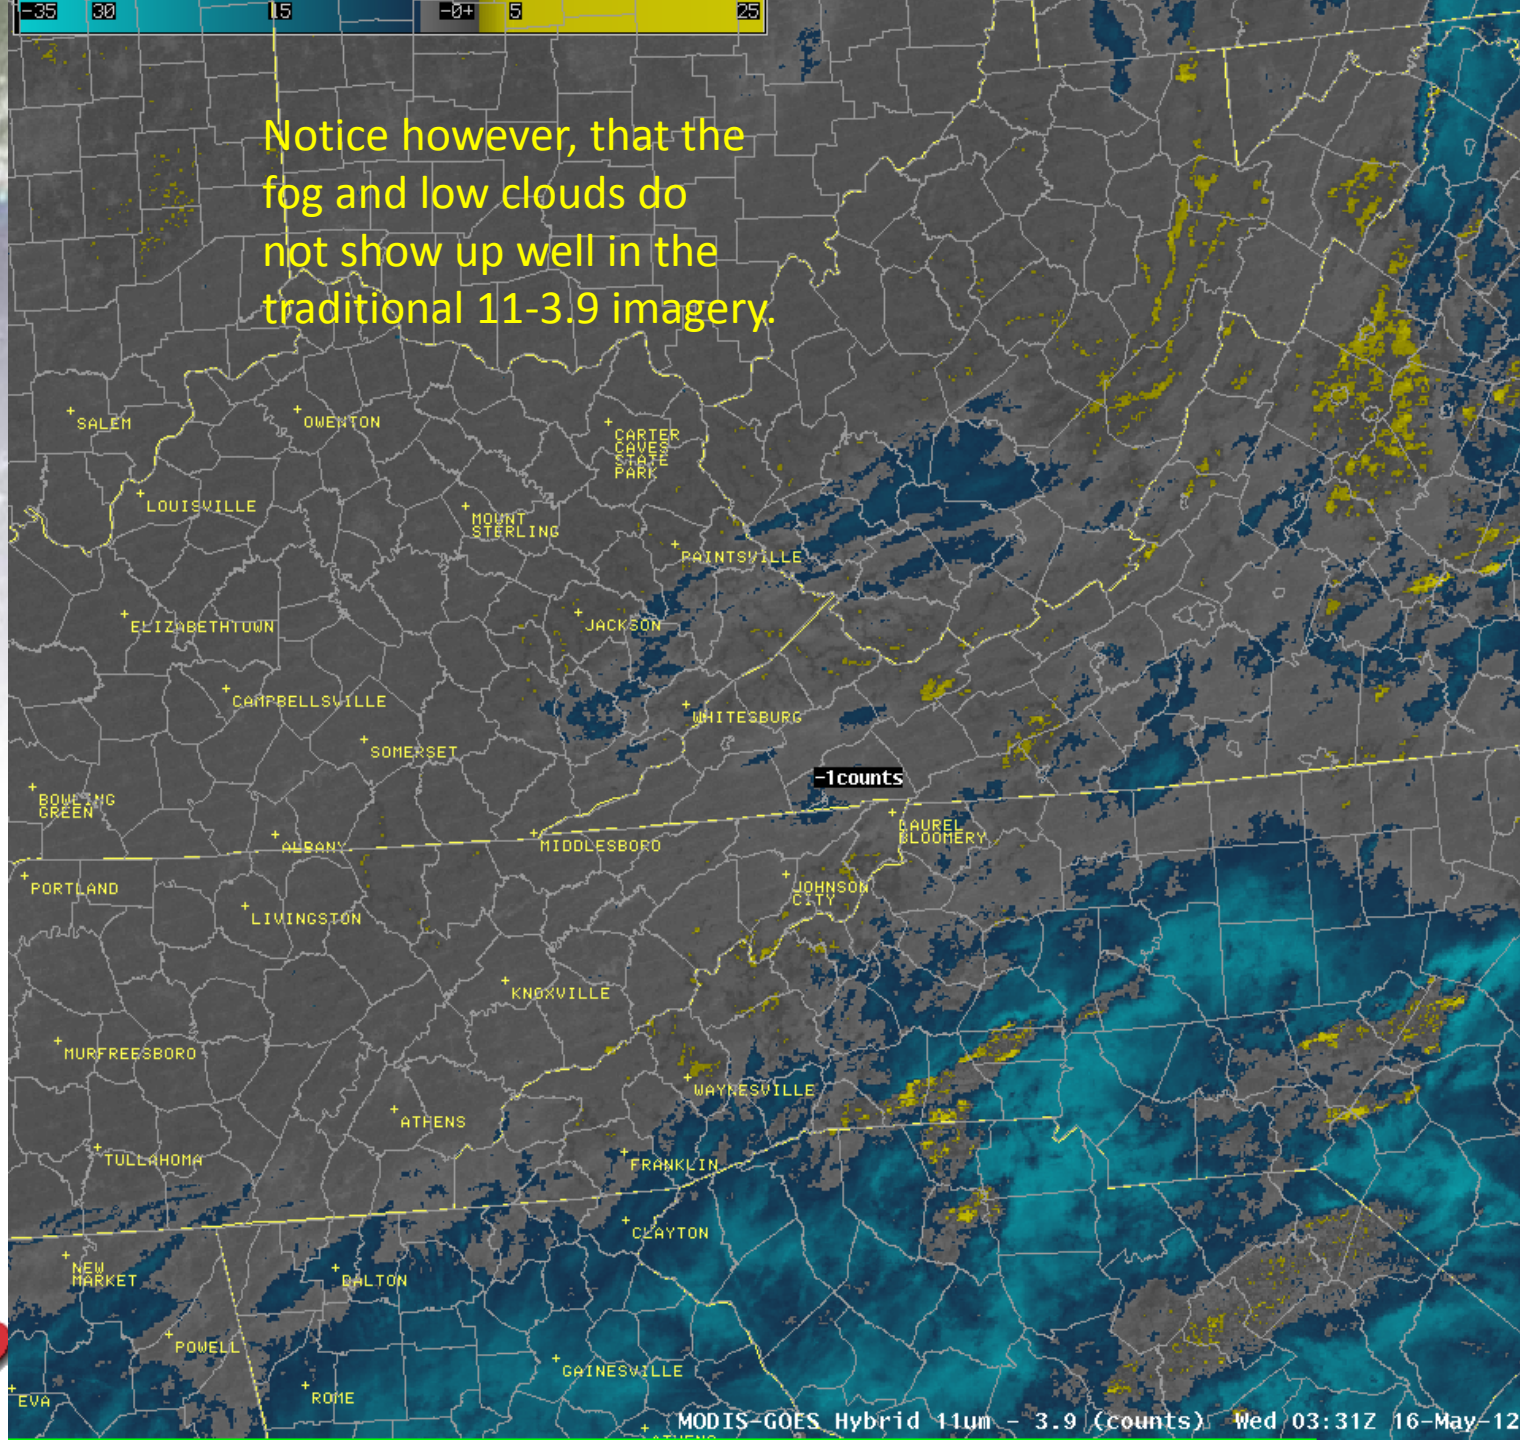 -35 30 15 -0+ 5 25
Notice however, that the
fog and low clouds do
not show up well in the
traditional 11-3.9 imagery.
SALEM
OWENTON
CARTER
CAVES
STATE
PARK
LOUISVILLE
MOUNT
STERLING
PAINTSVILLE
ELIZABETHTOWN
JACKSON
CAMPBELLSVILLE
WHITESBURG
SOMERSET
-1counts
BOWLING
GREEN
LAUREL
BLOOMERY
ALBANY
MIDDLESBORO
PORTLAND
JOHNSON
CITY
LIVINGSTON
KNOXVILLE
MURFREESBORO
WAYNESVILLE
ATHENS
TULLAHOMA
FRANKLIN
CLAYTON
NEW
MARKET
DALTON
POWELL
GAINESVILLE
ROME
EVA
MODIS-GOES Hybrid 11um - 3.9 (counts) Wed 03:31Z 16-May-12
ATHENS